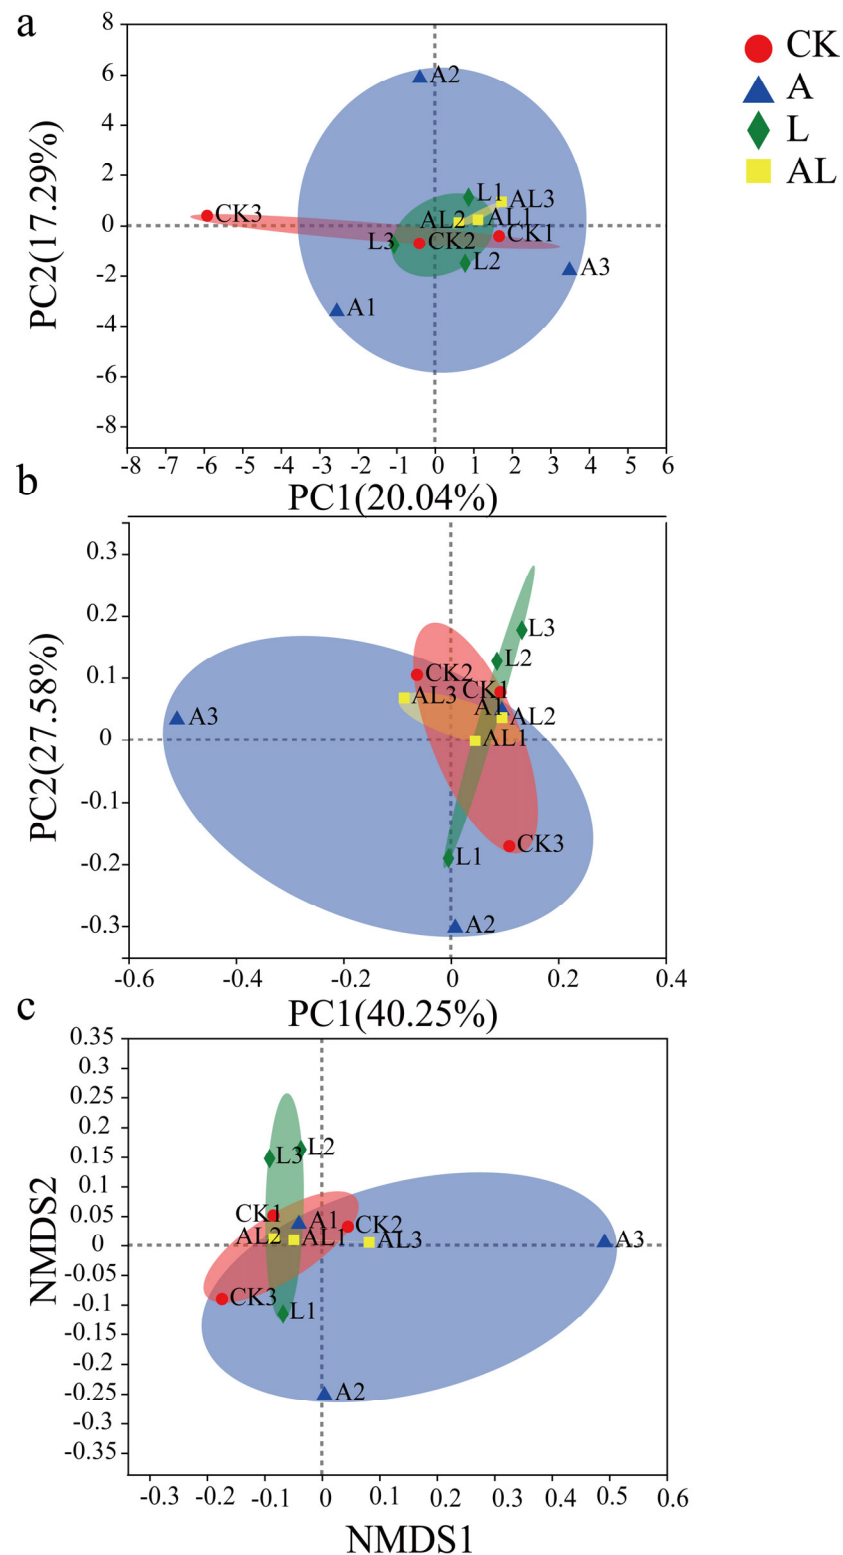 a
8
6
4
2
0
-2
-4
-6
-8
PC2(17.29%)
A2
CK3
L1
AL3
AL2
AL1
L3
CK2
CK1
L2
A3
A1
-8 -7 -6 -5 -4 -3 -2 -1 0 1 2 3 4 5 6
PC1(20.04%)
CK
A
L
AL
b
0.3
0.2
0.1
0
-0.1
-0.2
-0.3
PC2(27.58%)
L3
L2
CK2
CK1
AL3
A1
A3
AL2
AL1
CK3
L1
A2
-0.6 -0.4 -0.2 0 0.2 0.4
PC1(40.25%)
c
0.35
0.3
0.25
0.2
0.15
0.1
0.05
0
-0.05
-0.1
-0.15
-0.2
-0.25
-0.3
-0.35
NMDS2
L2
L3
CK1
A1
CK2
AL2
AL1
AL3
A3
CK3
L1
A2
-0.3 -0.2 -0.1 0 0.1 0.2 0.3 0.4 0.5 0.6
NMDS1